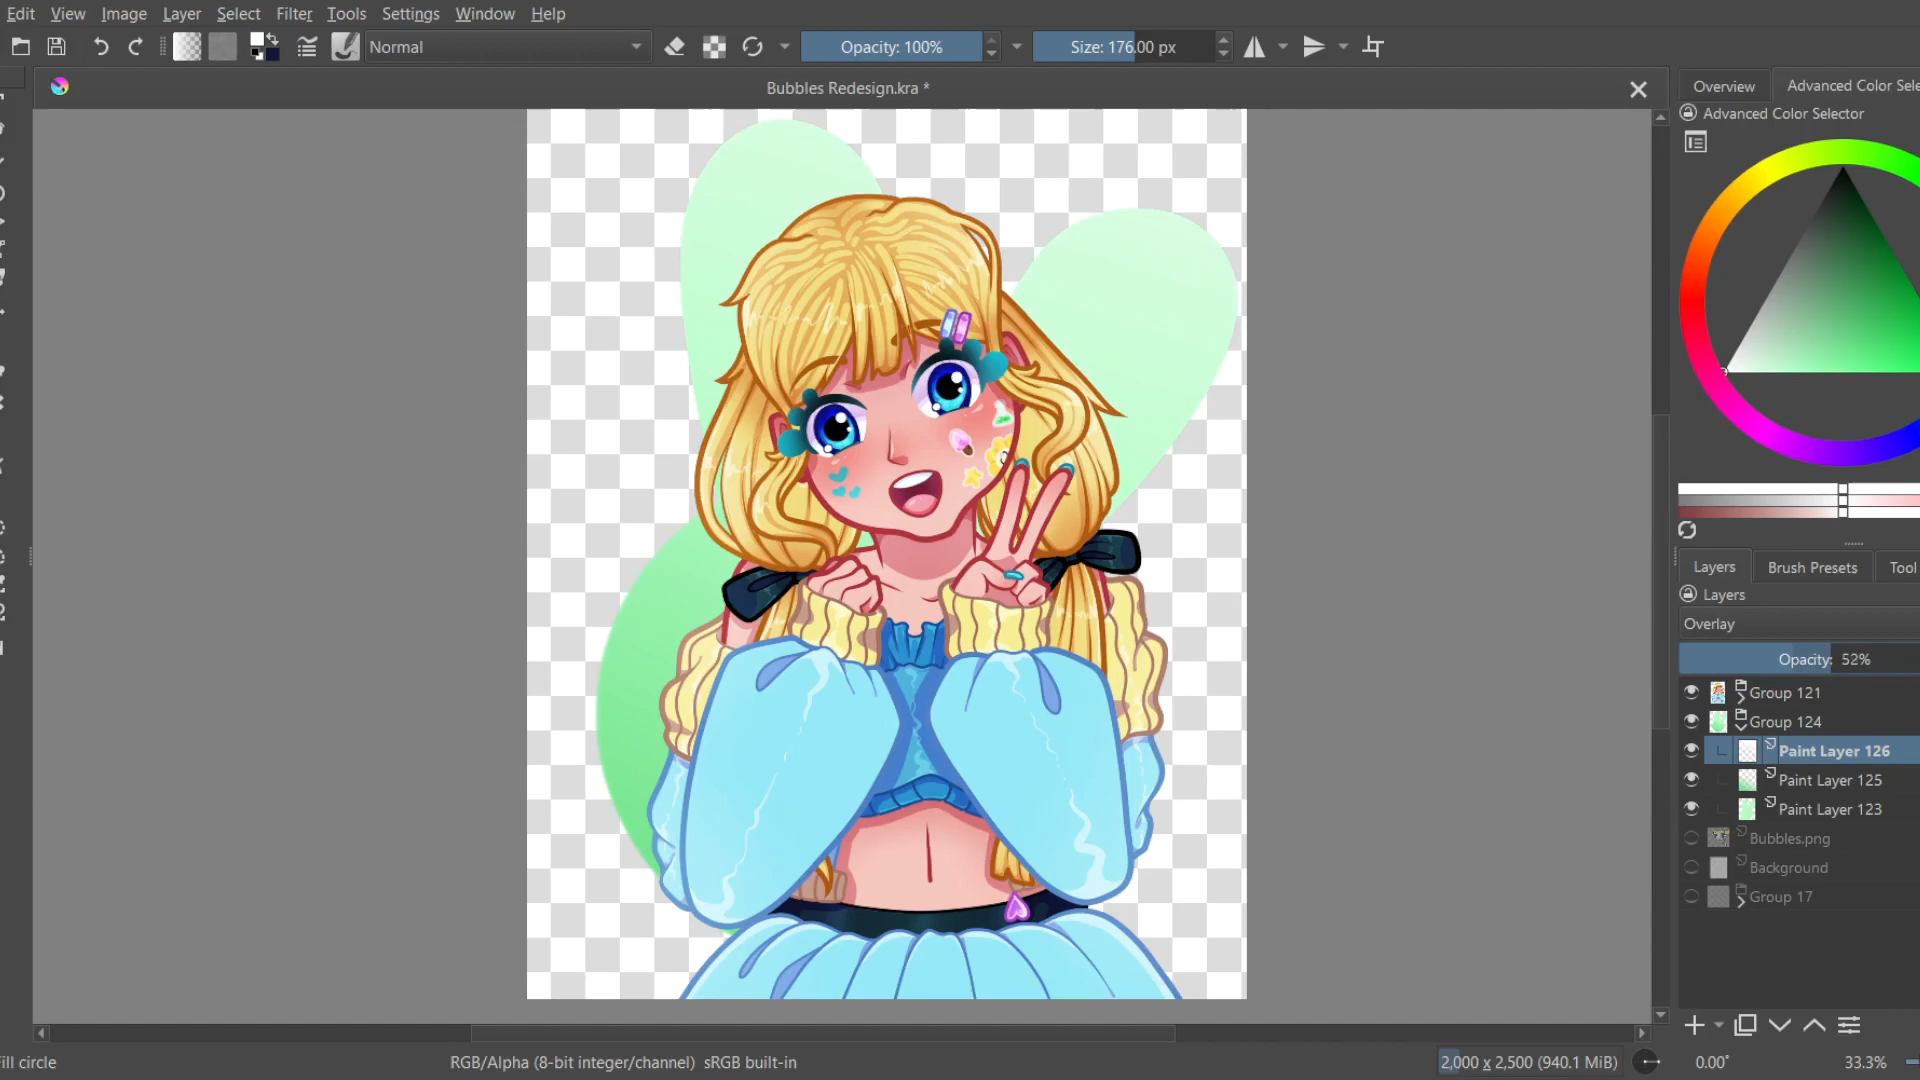 Edit View Image Layer Select Filter Tools Settings Window Help
Normal
Opacity: 100%
Size: 176.00 px
Bubbles Redesign.kra *
Overview
Advanced Color Sele
Advanced Color Selector
Layers
Brush Presets
Tool
Layers
Overlay
Opacity: 52%
Group 121
Group 124
Paint Layer 126
Paint Layer 125
Paint Layer 123
Bubbles.png
Background
Group 17
ill circle
RGB/Alpha (8-bit integer/channel) sRGB built-in
2,000 x 2,500 (940.1 MiB)
0.00°
33.3%